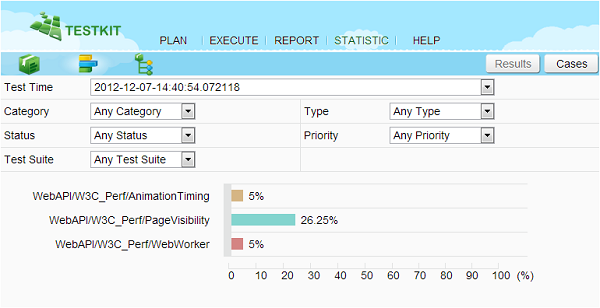 TESTKIT
PLAN | EXECUTE | REPORT | STATISTIC | HELP
Results Cases
Test Time 2012-12-07-14:40:54.072118
Category Any Category Type Any Type
Status Any Status Priority Any Priority
Test Suite Any Test Suite
WebAPI/W3C_Perf/AnimationTiming 5%
WebAPI/W3C_Perf/PageVisibility 26.25%
WebAPI/W3C_Perf/WebWorker 5%
0 10 20 30 40 50 60 70 80 90 100 (%)